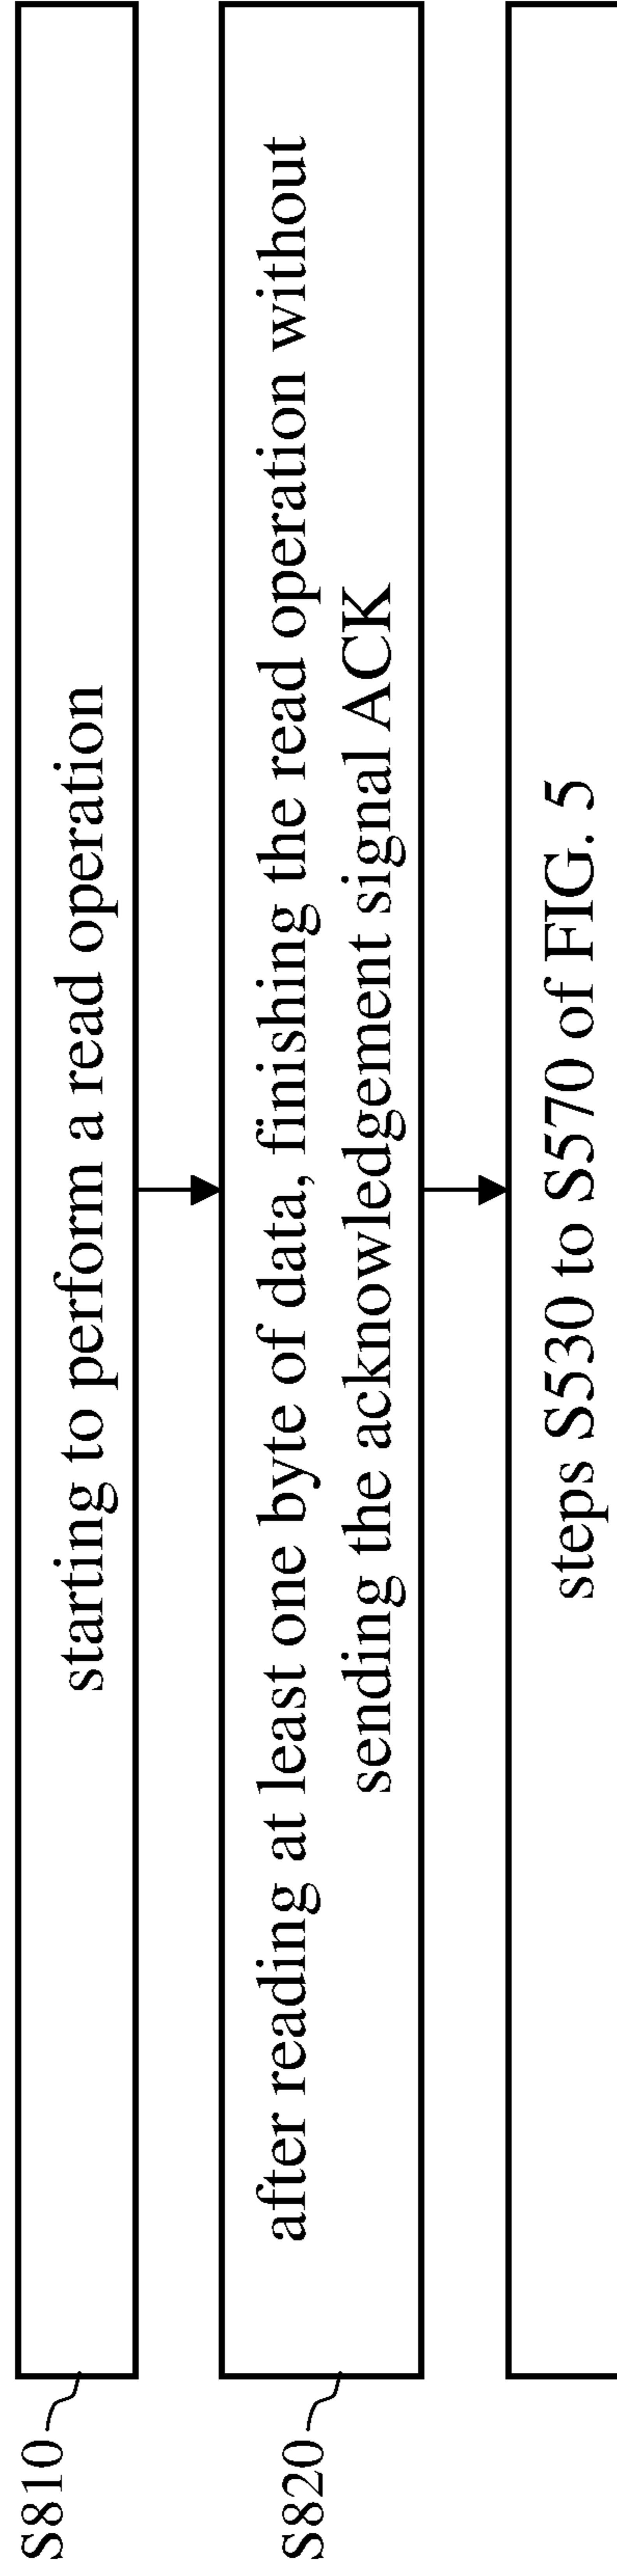 S810
starting to perform a read operation
S820
after reading at least one byte of data, finishing the read operation without
sending the acknowledgement signal ACK
steps S530 to S570 of FIG. 5